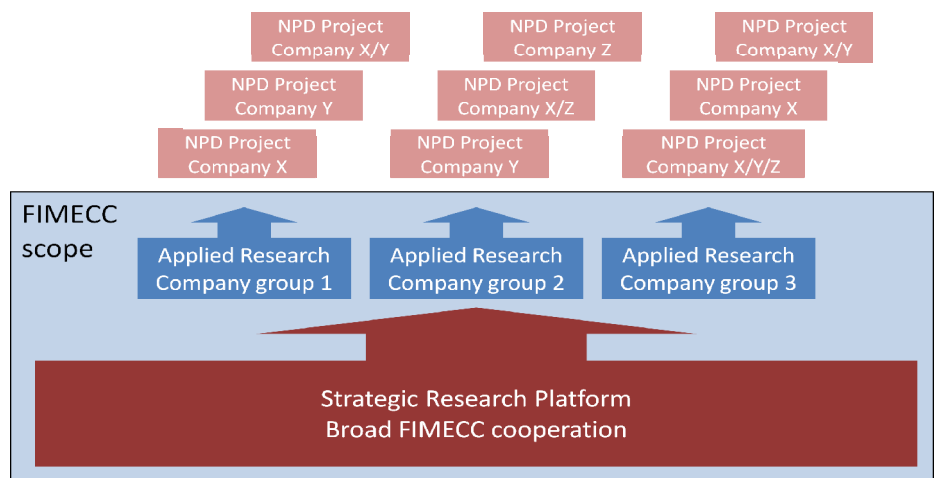 NPD Project
Company X/Y
NPD Project
Company Z
NPD Project
Company X/Y
NPD Project
Company Y
NPD Project
Company X/Z
NPD Project
Company X
NPD Project
Company X
NPD Project
Company Y
NPD Project
Company X/Y/Z
FIMECC
scope
Applied Research
Company group 1
Applied Research
Company group 2
Applied Research
Company group 3
Strategic Research Platform
Broad FIMECC cooperation